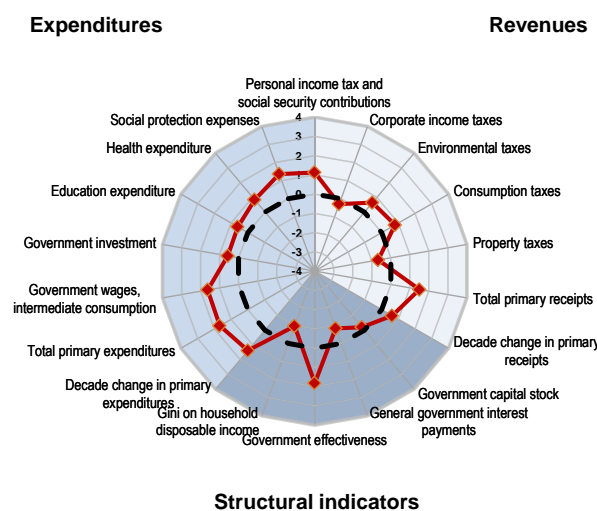 Expenditures
Revenues
Personal income tax and
social security contributions
Social protection expenses
Corporate income taxes
Health expenditure
Environmental taxes
Education expenditure
Consumption taxes
Government investment
Property taxes
Government wages,
intermediate consumption
Total primary receipts
Total primary expenditures
Decade change in primary
receipts
Decade change in primary
expenditures
Government capital stock
Gini on household
disposable income
General government interest
payments
Government effectiveness
4
3
2
1
0
-1
-2
-3
-4
Structural indicators